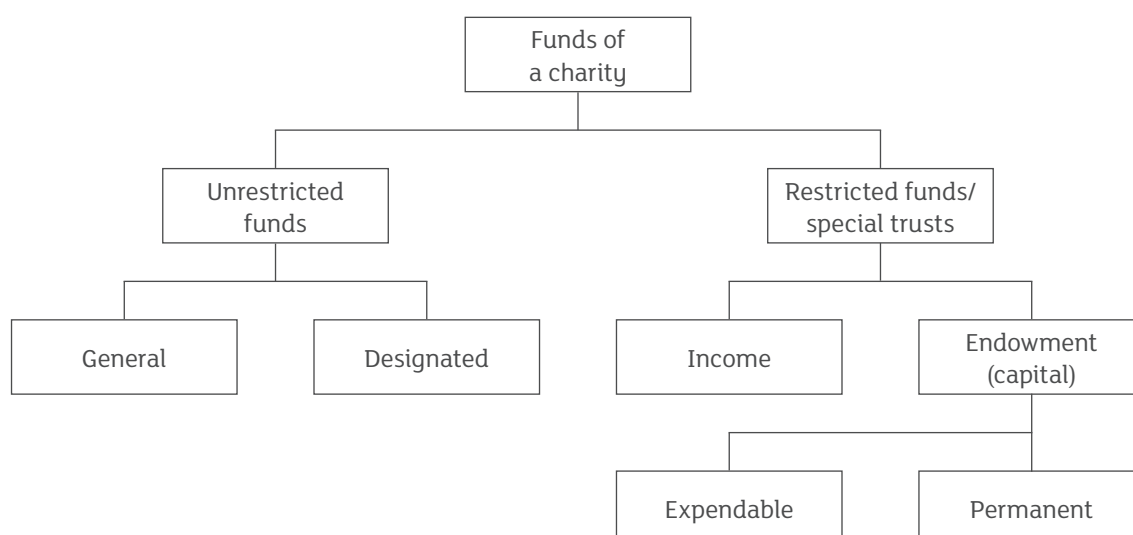 Funds of
a charity
Unrestricted
funds
Restricted funds/
special trusts
General
Designated
Income
Endowment
(capital)
Expendable
Permanent